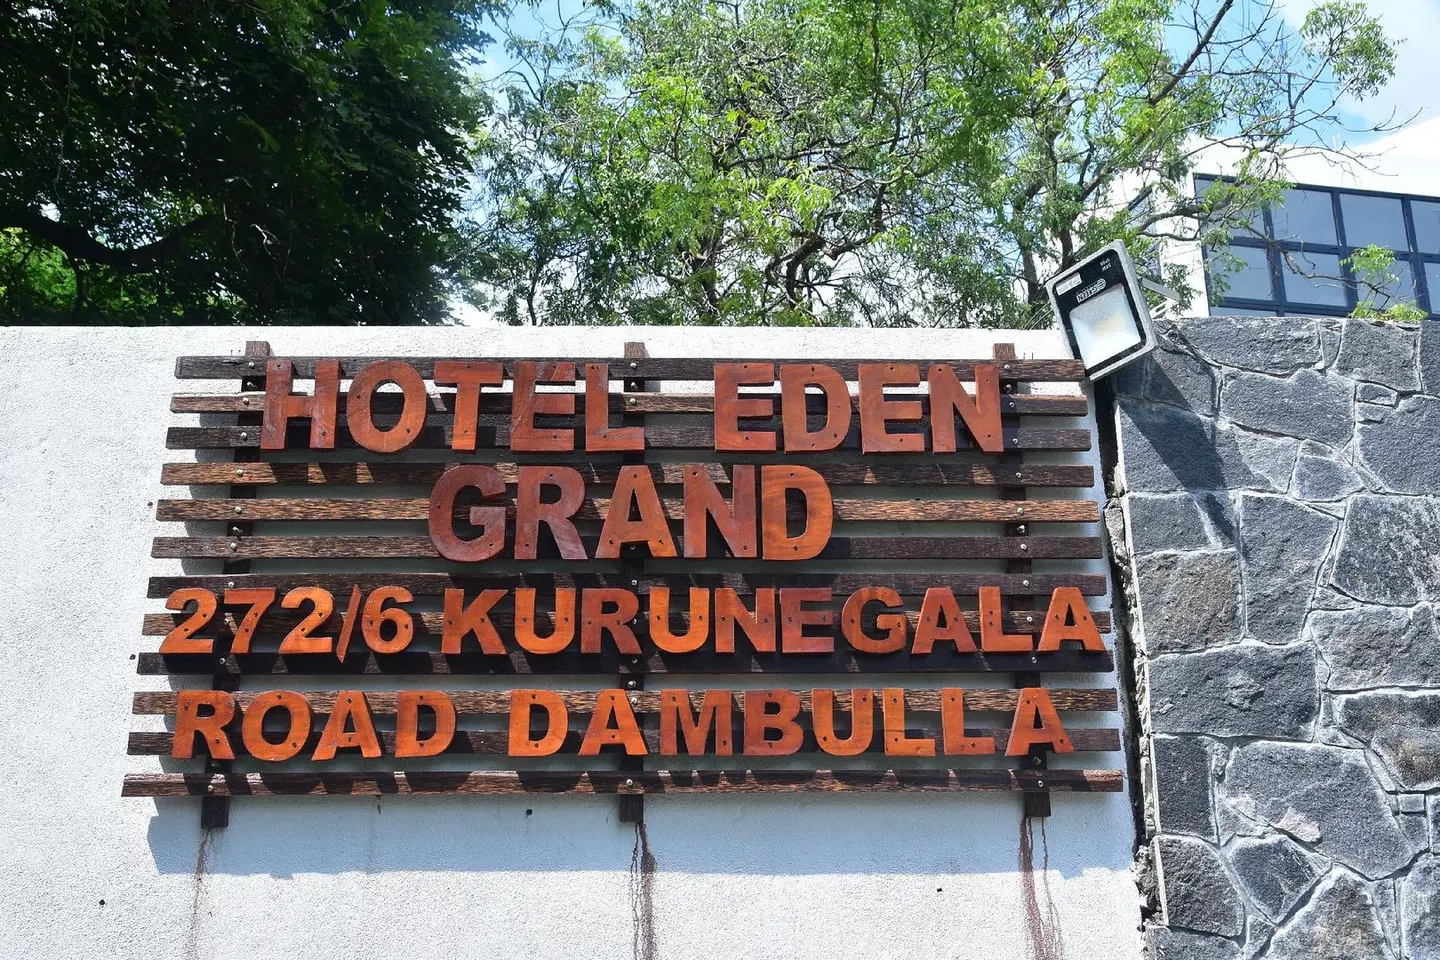 HOTEL EDEN
GRAND
272/6 KURUNEGALA
ROAD DAMBULLA